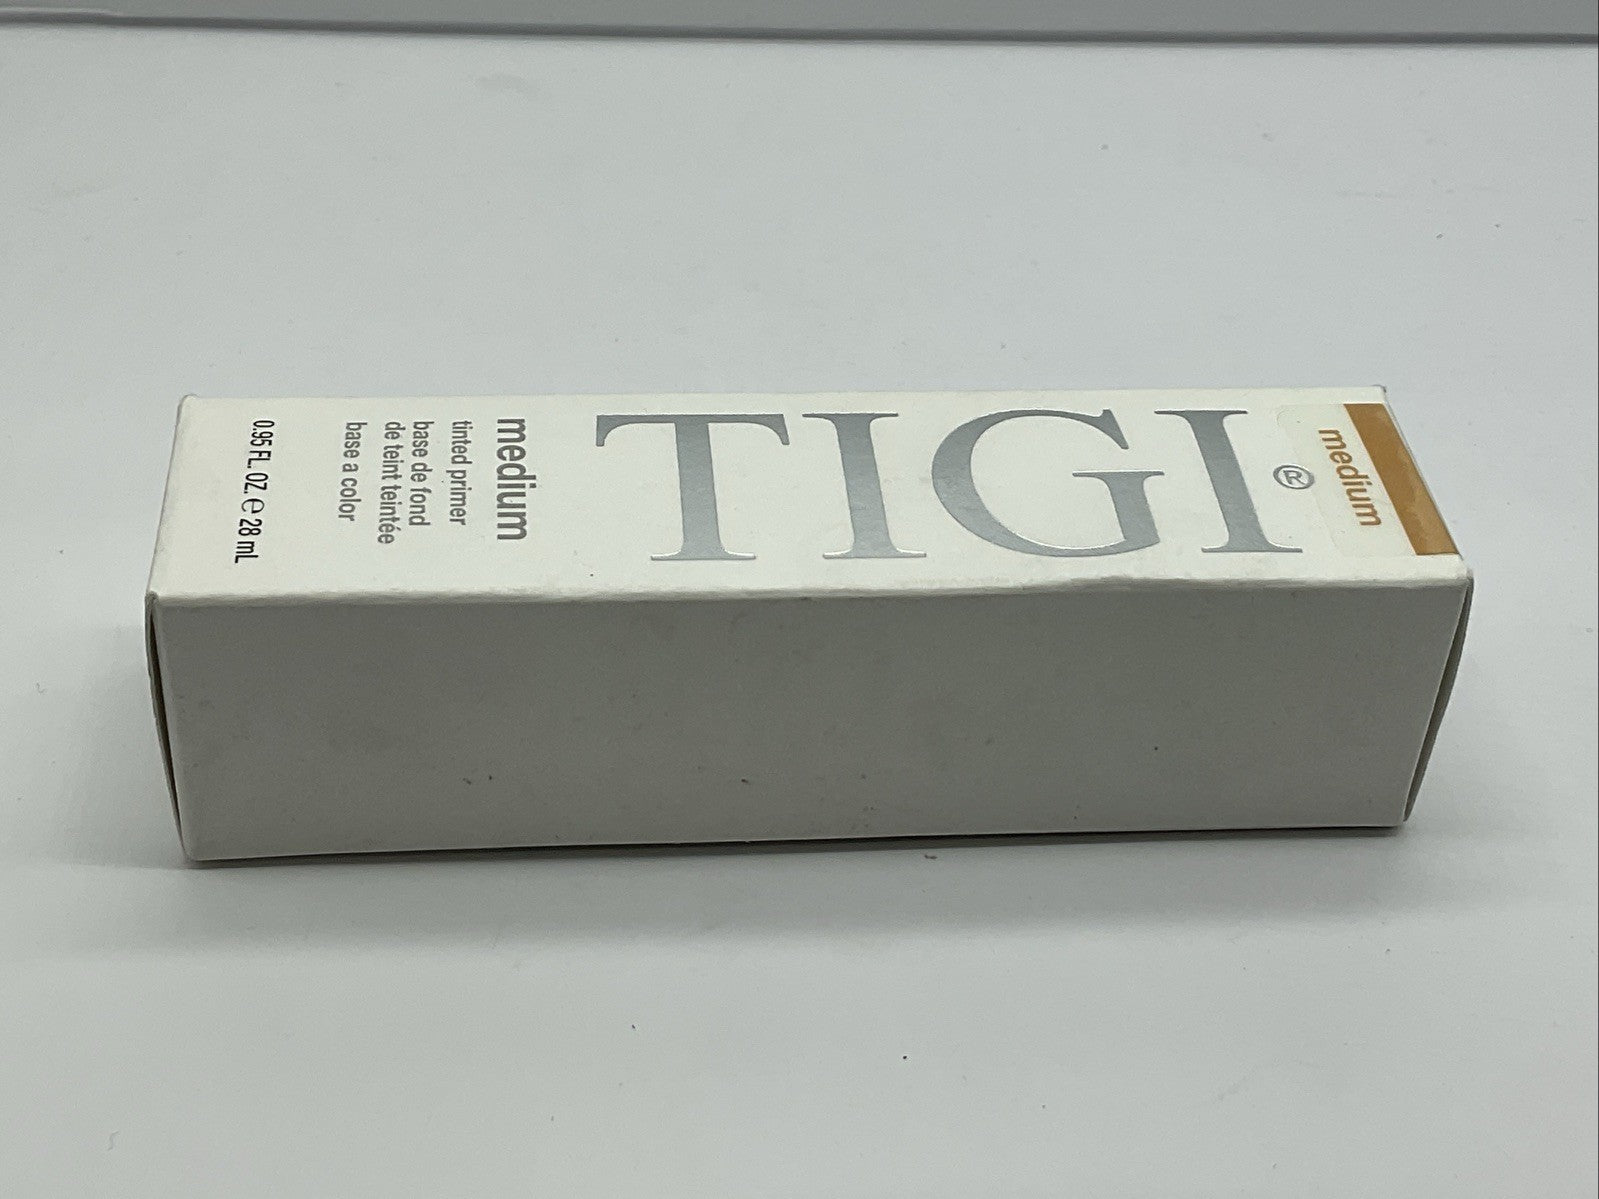 medium
TIGI®
medium
tinted primer
base de fond
de teint teintée
base a color
0.95 FL. OZ. ℮ 28 mL